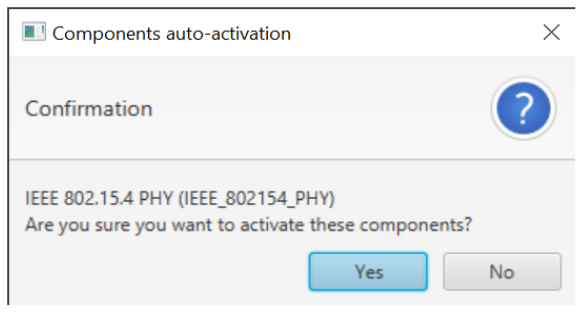 Components auto-activation
Confirmation
?
IEEE 802.15.4 PHY (IEEE_802154_PHY)
Are you sure you want to activate these components?
Yes No